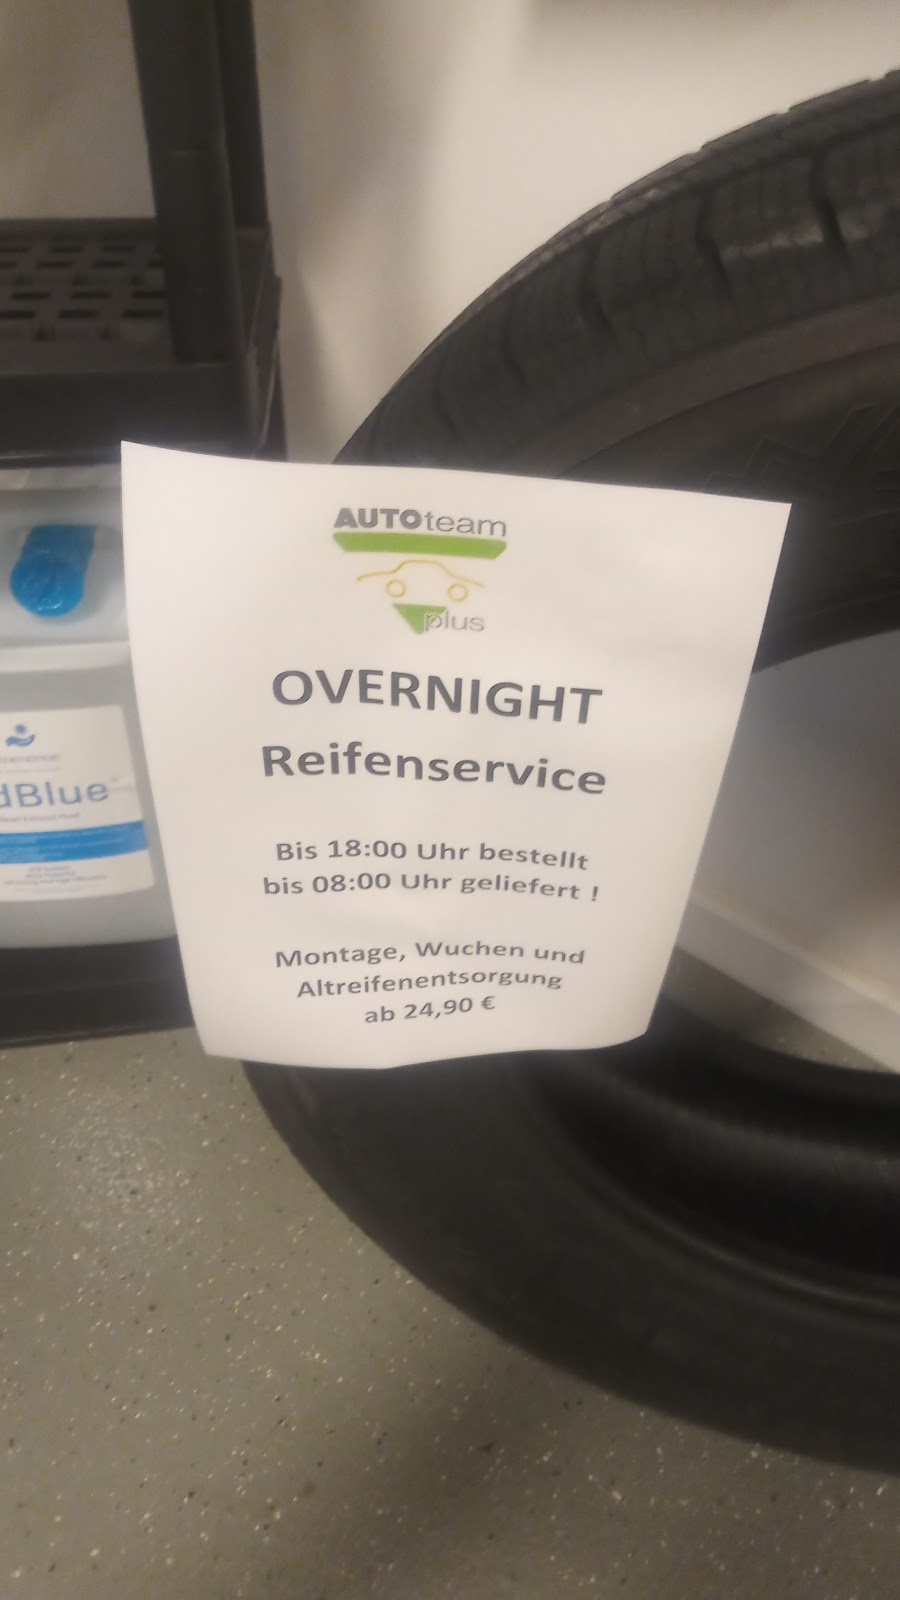 AUTOteam
plus
OVERNIGHT
Reifenservice
Bis 18:00 Uhr bestellt
bis 08:00 Uhr geliefert !
Montage, Wuchen und
Altreifenentsorgung
ab 24,90 €
dBlue